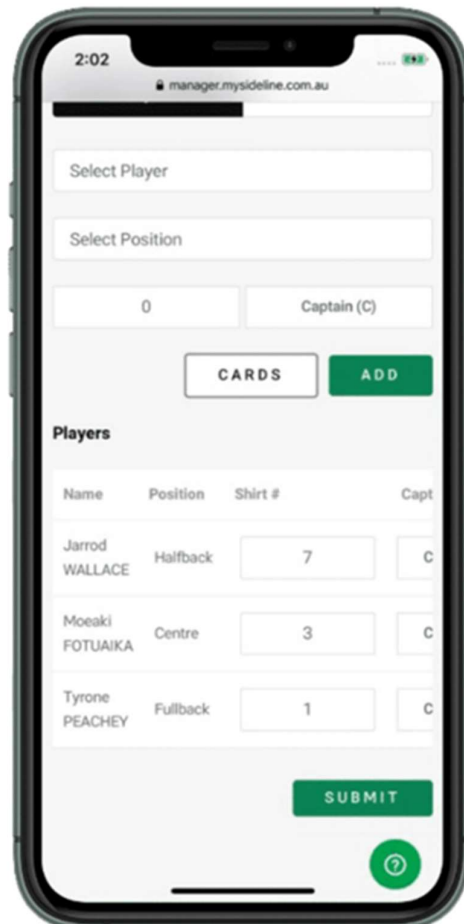 2:02
manager.mysideline.com.au
Select Player
Select Position
0 Captain (C)
CARDS ADD
Players
Name Position Shirt # Capt
Jarrod
WALLACE Halfback 7 C
Moeaki
FOTUAIKA Centre 3 C
Tyrone
PEACHEY Fullback 1 C
SUBMIT
?